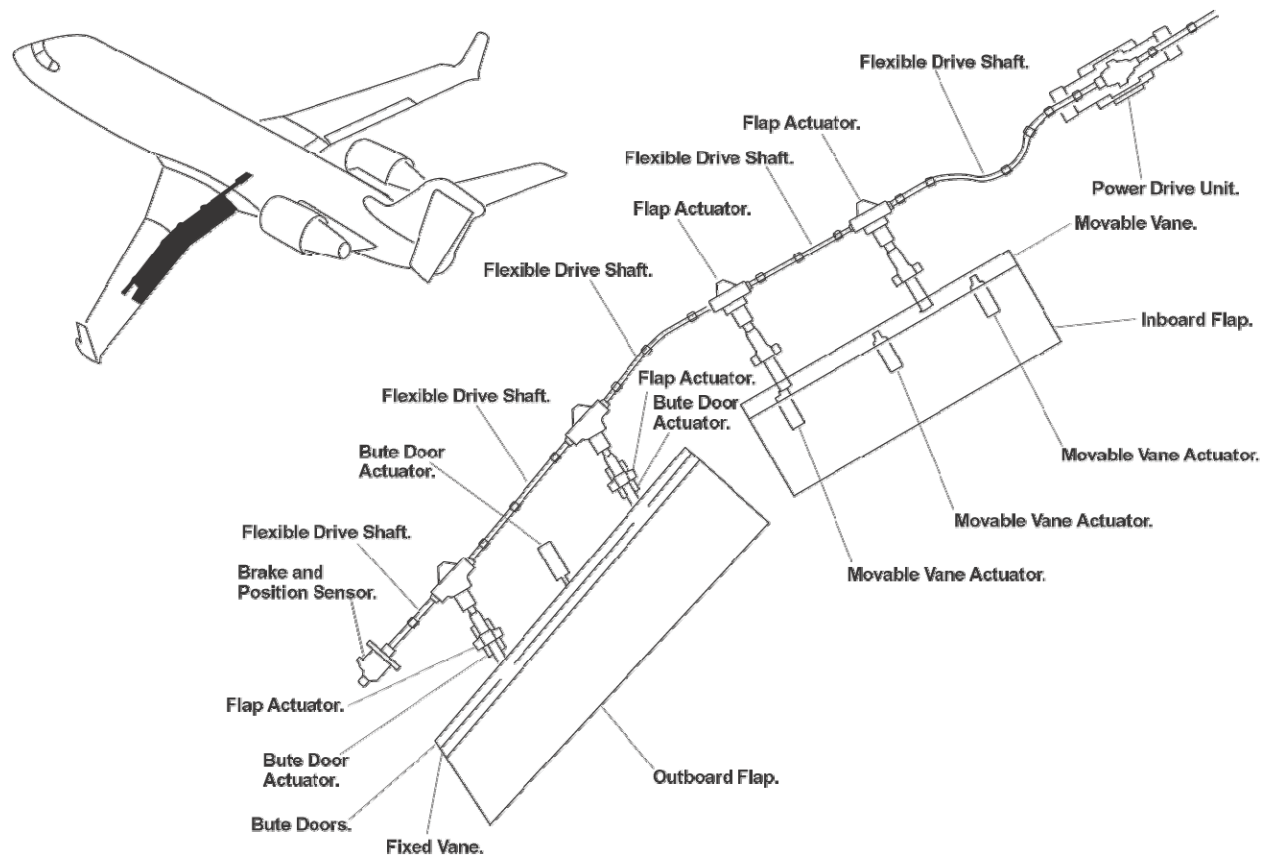 Flexible Drive Shaft.
Flap Actuator.
Flexible Drive Shaft.
Power Drive Unit.
Flap Actuator.
Movable Vane.
Flexible Drive Shaft.
Inboard Flap.
Flap Actuator.
Flexible Drive Shaft.
Bute Door
Actuator.
Bute Door
Actuator.
Movable Vane Actuator.
Movable Vane Actuator.
Flexible Drive Shaft.
Brake and
Position Sensor.
Movable Vane Actuator.
Flap Actuator.
Bute Door
Actuator.
Outboard Flap.
Bute Doors.
Fixed Vane.